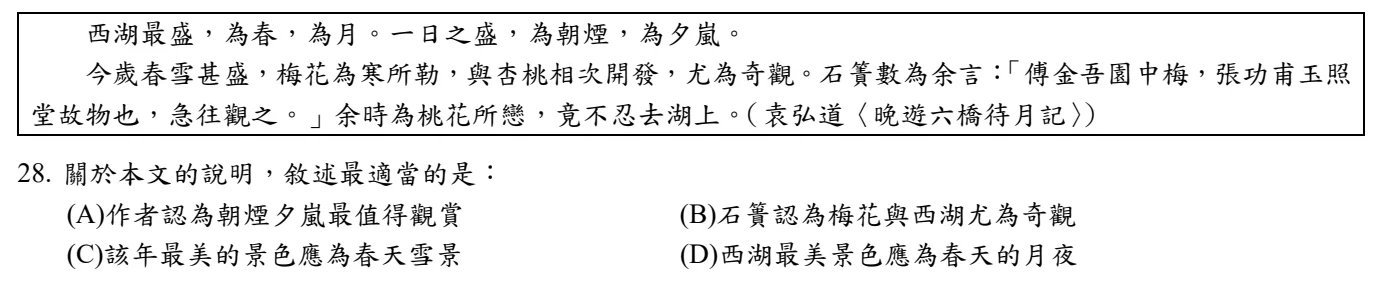 西湖最盛，為春，為月。一日之盛，為朝煙，為夕嵐。
今歲春雪甚盛，梅花為寒所勒，與杏桃相次開發，尤為奇觀。石簣數為余言：「傅金吾園中梅，張功甫玉照
堂故物也，急往觀之。」余時為桃花所戀，竟不忍去湖上。(袁弘道〈晚遊六橋待月記〉)
28. 關於本文的說明，敘述最適當的是：
(A)作者認為朝煙夕嵐最值得觀賞 (B)石簣認為梅花與西湖尤為奇觀
(C)該年最美的景色應為春天雪景 (D)西湖最美景色應為春天的月夜